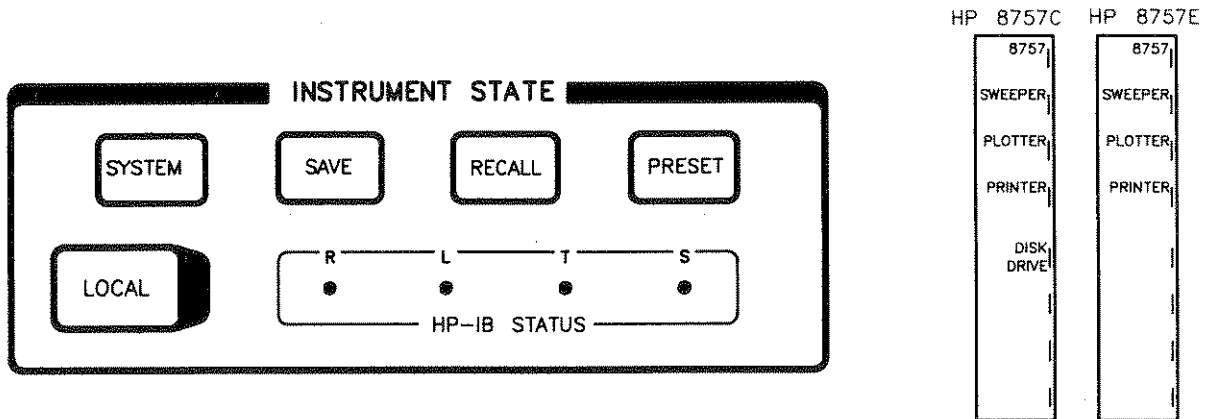 INSTRUMENT STATE
SYSTEM
SAVE
RECALL
PRESET
LOCAL
R L T S
HP-IB STATUS
HP 8757C
8757
SWEEPER
PLOTTER
PRINTER
DISK
DRIVE
HP 8757E
8757
SWEEPER
PLOTTER
PRINTER